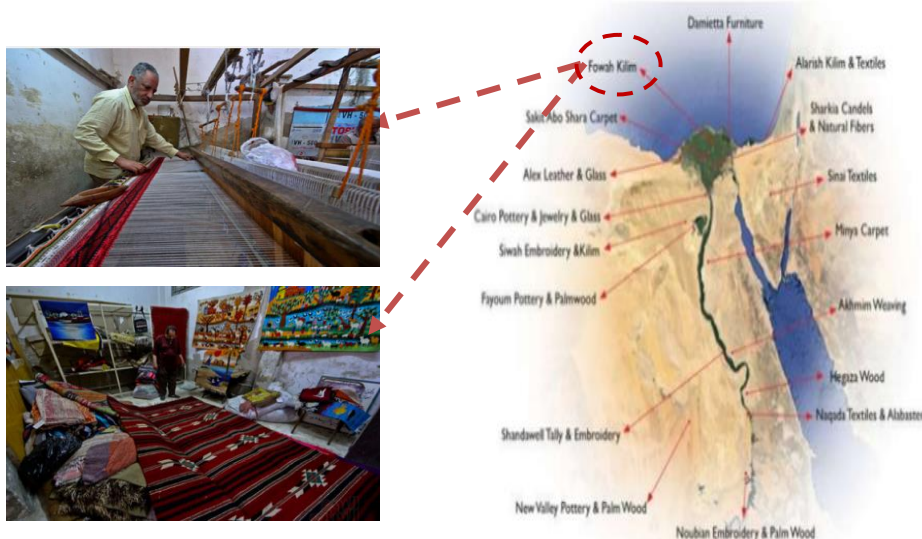 Damietta Furniture
Fowah Kilim
Alarish Kilim & Textiles
Sakit Abo Shara Carpet
Sharkia Candels
& Natural Fibers
Alex Leather & Glass
Sinai Textiles
Cairo Pottery & Jewelry & Glass
Minya Carpet
Siwah Embroidery &Kilim
Fayoum Pottery & Palmwood
Akhmim Weaving
Hegaza Wood
Naqada Textiles & Alabaster
Shandawell Tally & Embroidery
New Valley Pottery & Palm Wood
Noubian Embroidery & Palm Wood